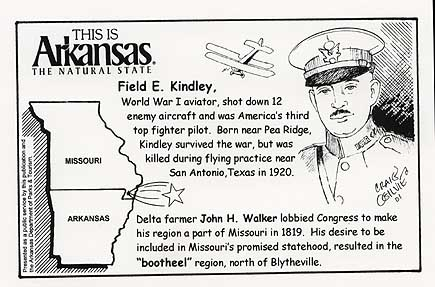 THIS IS
Arkansas.
THE NATURAL STATE
Field E. Kindley,
World War I aviator, shot down 12
enemy aircraft and was America's third
top fighter pilot. Born near Pea Ridge,
Kindley survived the war, but was
killed during flying practice near
San Antonio,Texas in 1920.
MISSOURI
ARKANSAS
Delta farmer John H. Walker lobbied Congress to make
his region a part of Missouri in 1819. His desire to be
included in Missouri's promised statehood, resulted in the
"bootheel" region, north of Blytheville.
Presented as a public service by this publication and
the Arkansas Department of Parks & Tourism.
CRAIG
OGILVIE
01